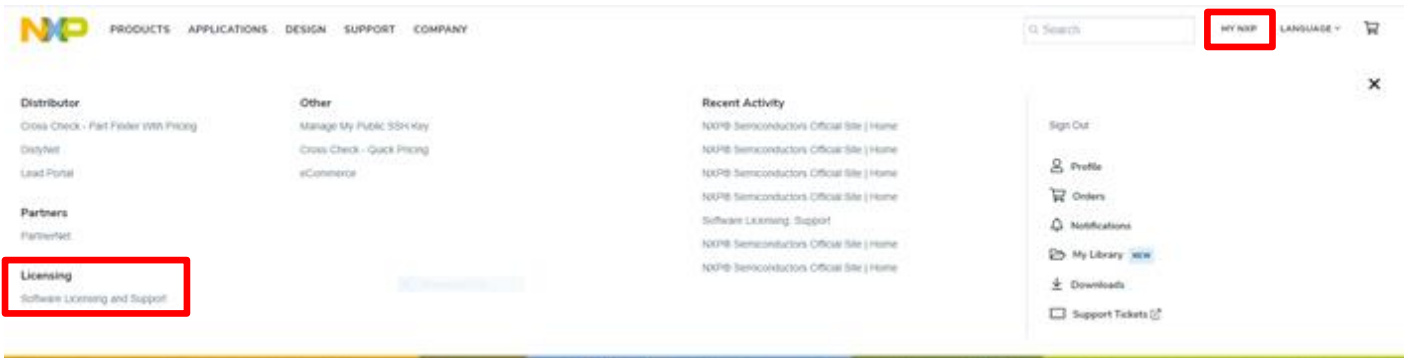 NXP PRODUCTS APPLICATIONS DESIGN SUPPORT COMPANY Search MY NXP LANGUAGE
Distributor
Cross Check - Part Finder With Pricing
DistyNet
Lead Portal
Partners
PartnerNet
Licensing
Software Licensing and Support
Other
Manage My Public SSH Key
Cross Check - Quick Pricing
eCommerce
Recent Activity
NXP® Semiconductors Official Site | Home
NXP® Semiconductors Official Site | Home
NXP® Semiconductors Official Site | Home
NXP® Semiconductors Official Site | Home
Software Licensing, Support
NXP® Semiconductors Official Site | Home
NXP® Semiconductors Official Site | Home
Sign Out
Profile
Orders
Notifications
My Library NEW
Downloads
Support Tickets